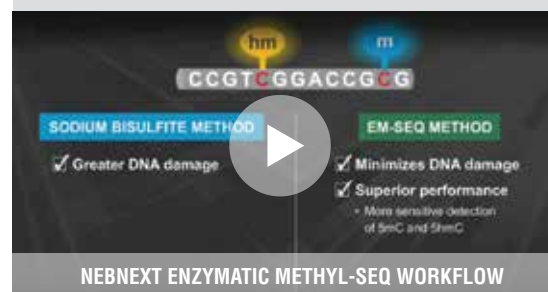 hm
m
CCGTCGGACCGCG
SODIUM BISULFITE METHOD
EM-SEQ METHOD
Greater DNA damage
Minimizes DNA damage
Superior performance
• More sensitive detection
of 5mC and 5hmC
NEBNEXT ENZYMATIC METHYL-SEQ WORKFLOW